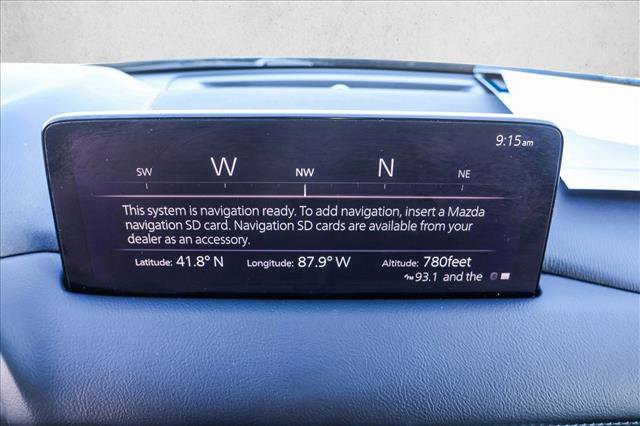 9:15am
SW W NW N NE
This system is navigation ready. To add navigation, insert a Mazda
navigation SD card. Navigation SD cards are available from your
dealer as an accessory.
Latitude: 41.8° N Longitude: 87.9° W Altitude: 780feet
FM 93.1 and the